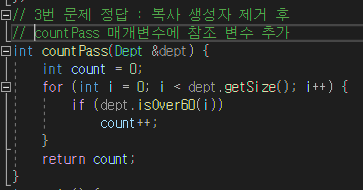 // 3번 문제 정답 : 복사 생성자 제거 후
// countPass 매개변수에 참조 변수 추가
int countPass(Dept &dept) {
int count = 0;
for (int i = 0; i < dept.getSize(); i++) {
if (dept.isOver60(i))
count++;
}
return count;
}